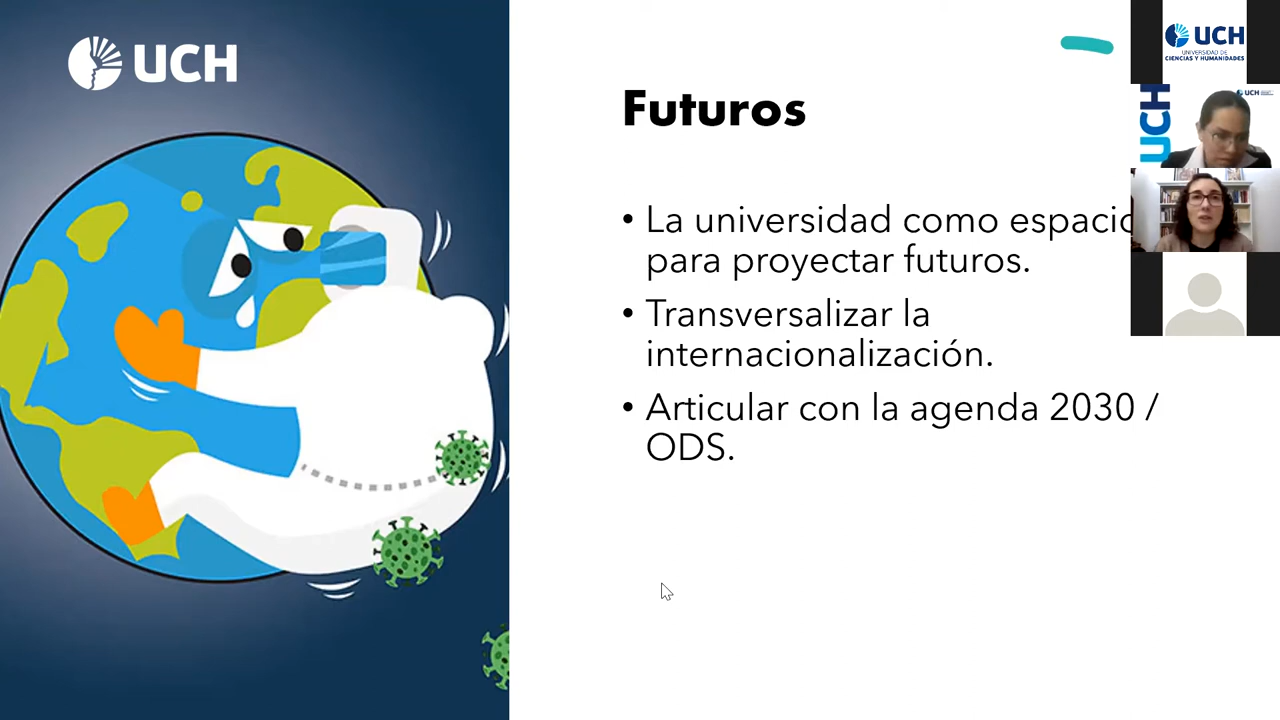 UCH
Futuros
• La universidad como espacio
para proyectar futuros.
• Transversalizar la
internacionalización.
• Articular con la agenda 2030 /
ODS.
UCH
UNIVERSIDAD DE
CIENCIAS Y HUMANIDADES
UCH
UCH